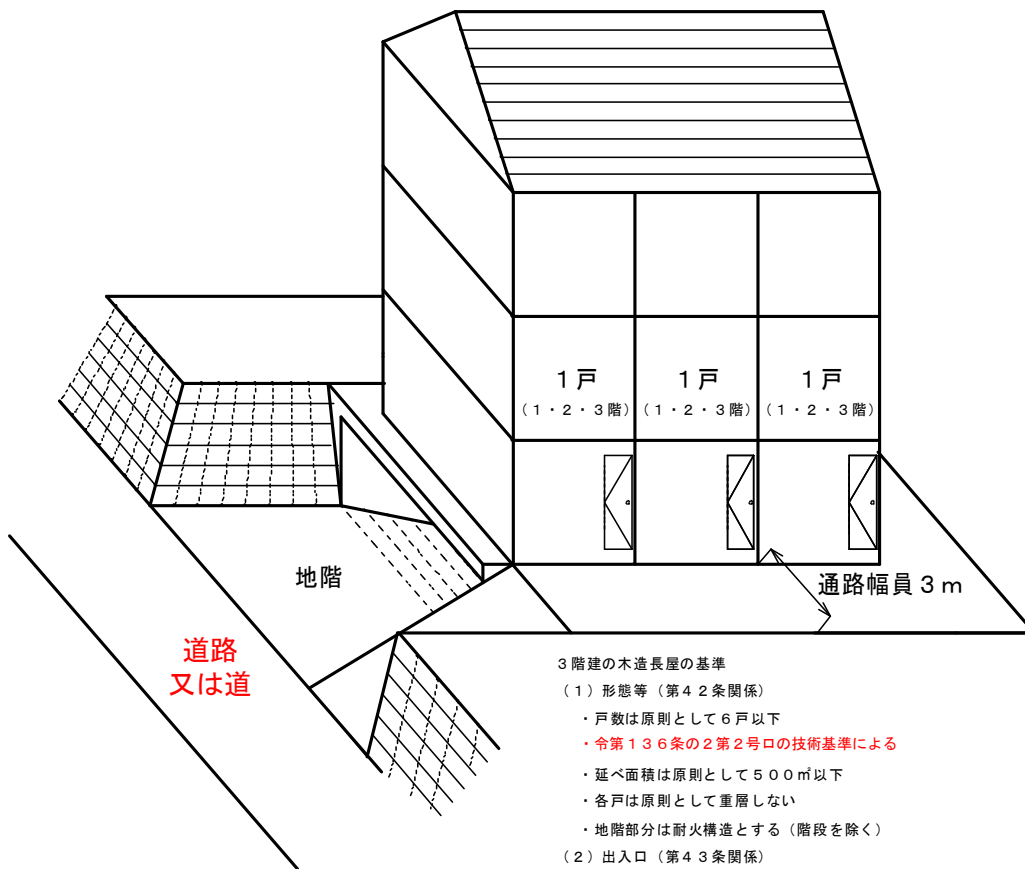 1戸
1戸
1戸
（1・2・3階）
（1・2・3階）
（1・2・3階）
地階
通路幅員3m
道路
又は道
3階建の木造長屋の基準
（1）形態等（第42条関係）
・戸数は原則として6戸以下
・令第136条の2第2号ロの技術基準による
・延べ面積は原則として500㎡以下
・各戸は原則として重層しない
・地階部分は耐火構造とする（階段を除く）
（2）出入口（第43条関係）